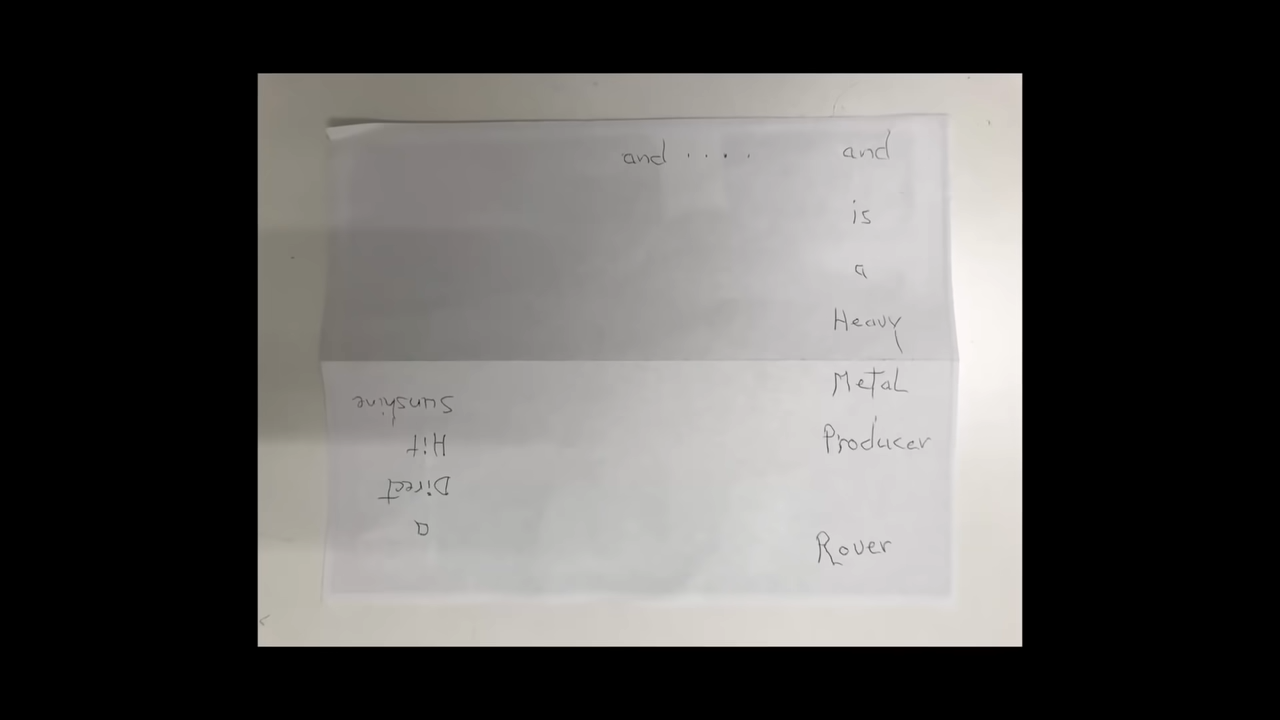 and .... and
is
a
Heavy
Metal
Producer
Rover
a
Direct
Hit
Sunshine